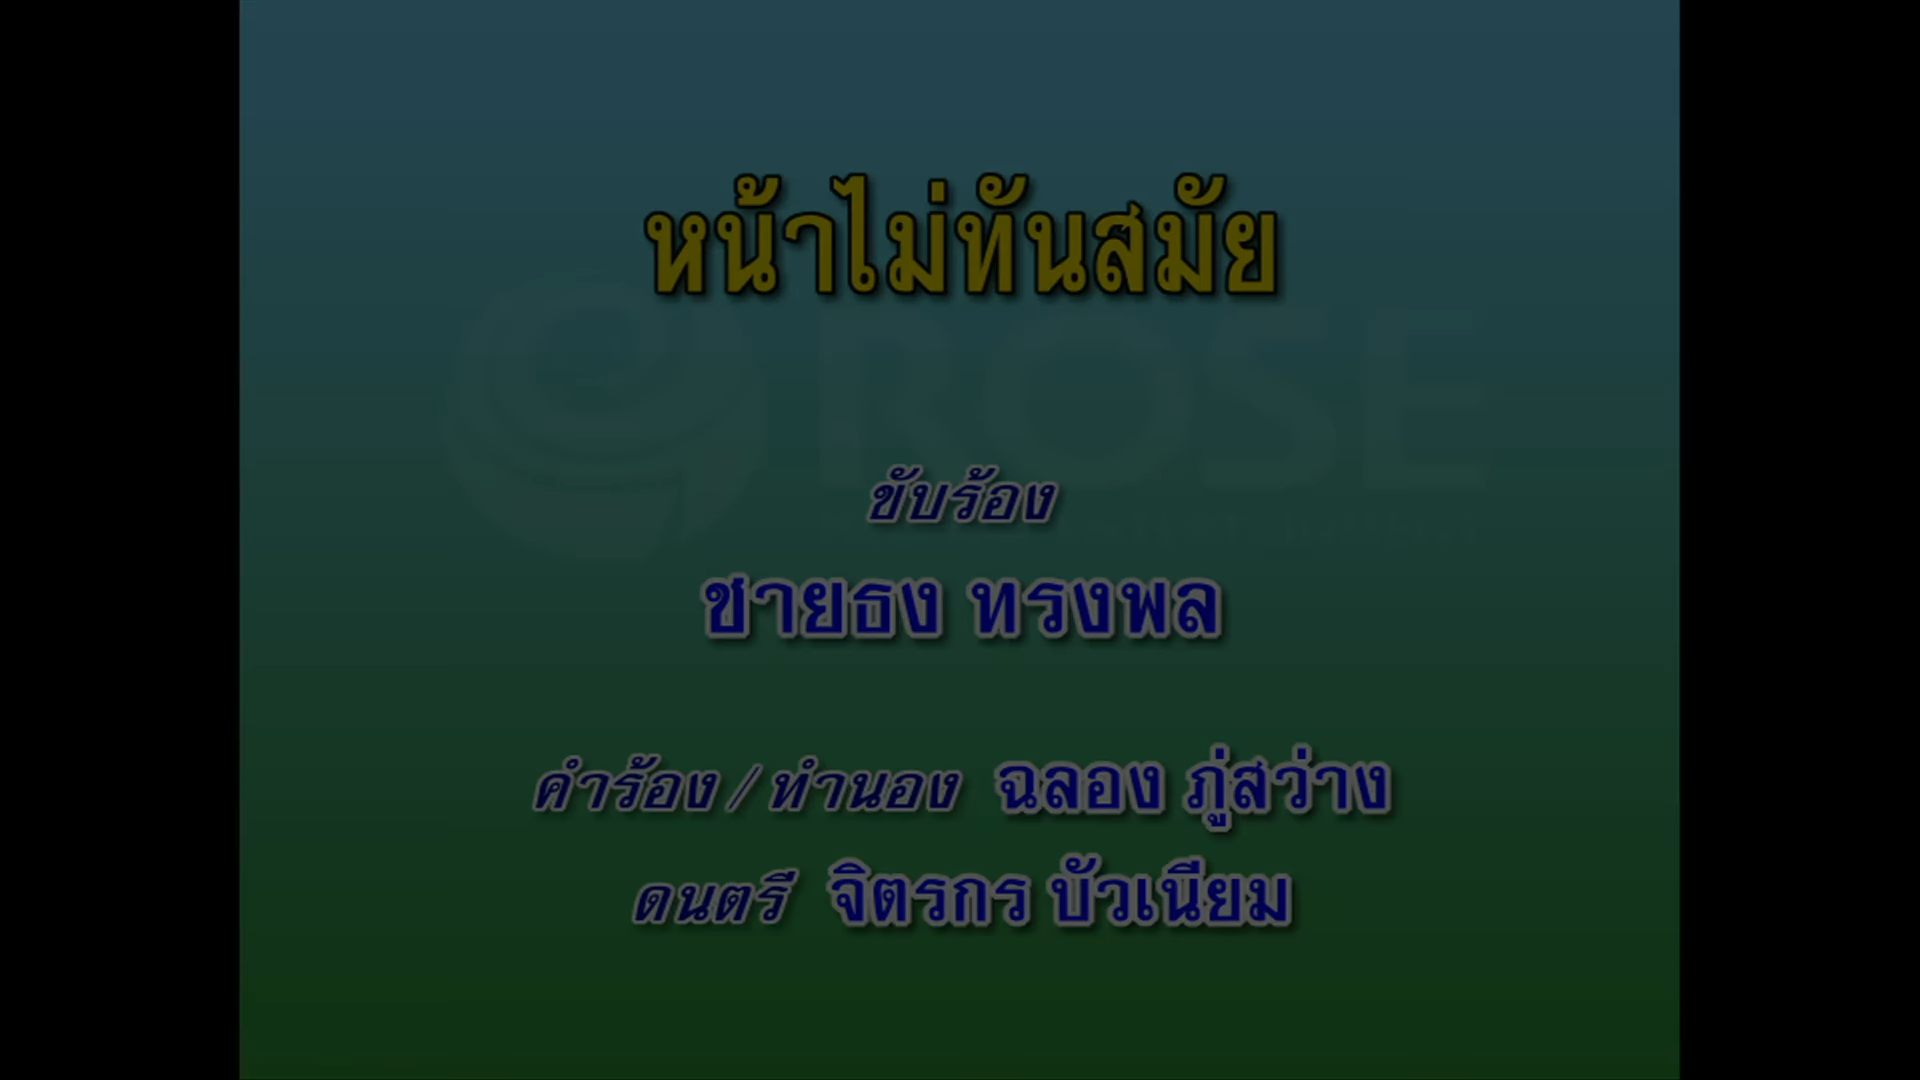 หน้าไม่ทันสมัย
ROSE
ขับร้อง
ชายธง ทรงพล
คำร้อง / ทำนอง ฉลอง ภู่สว่าง
ดนตรี จิตรกร บัวเนียม